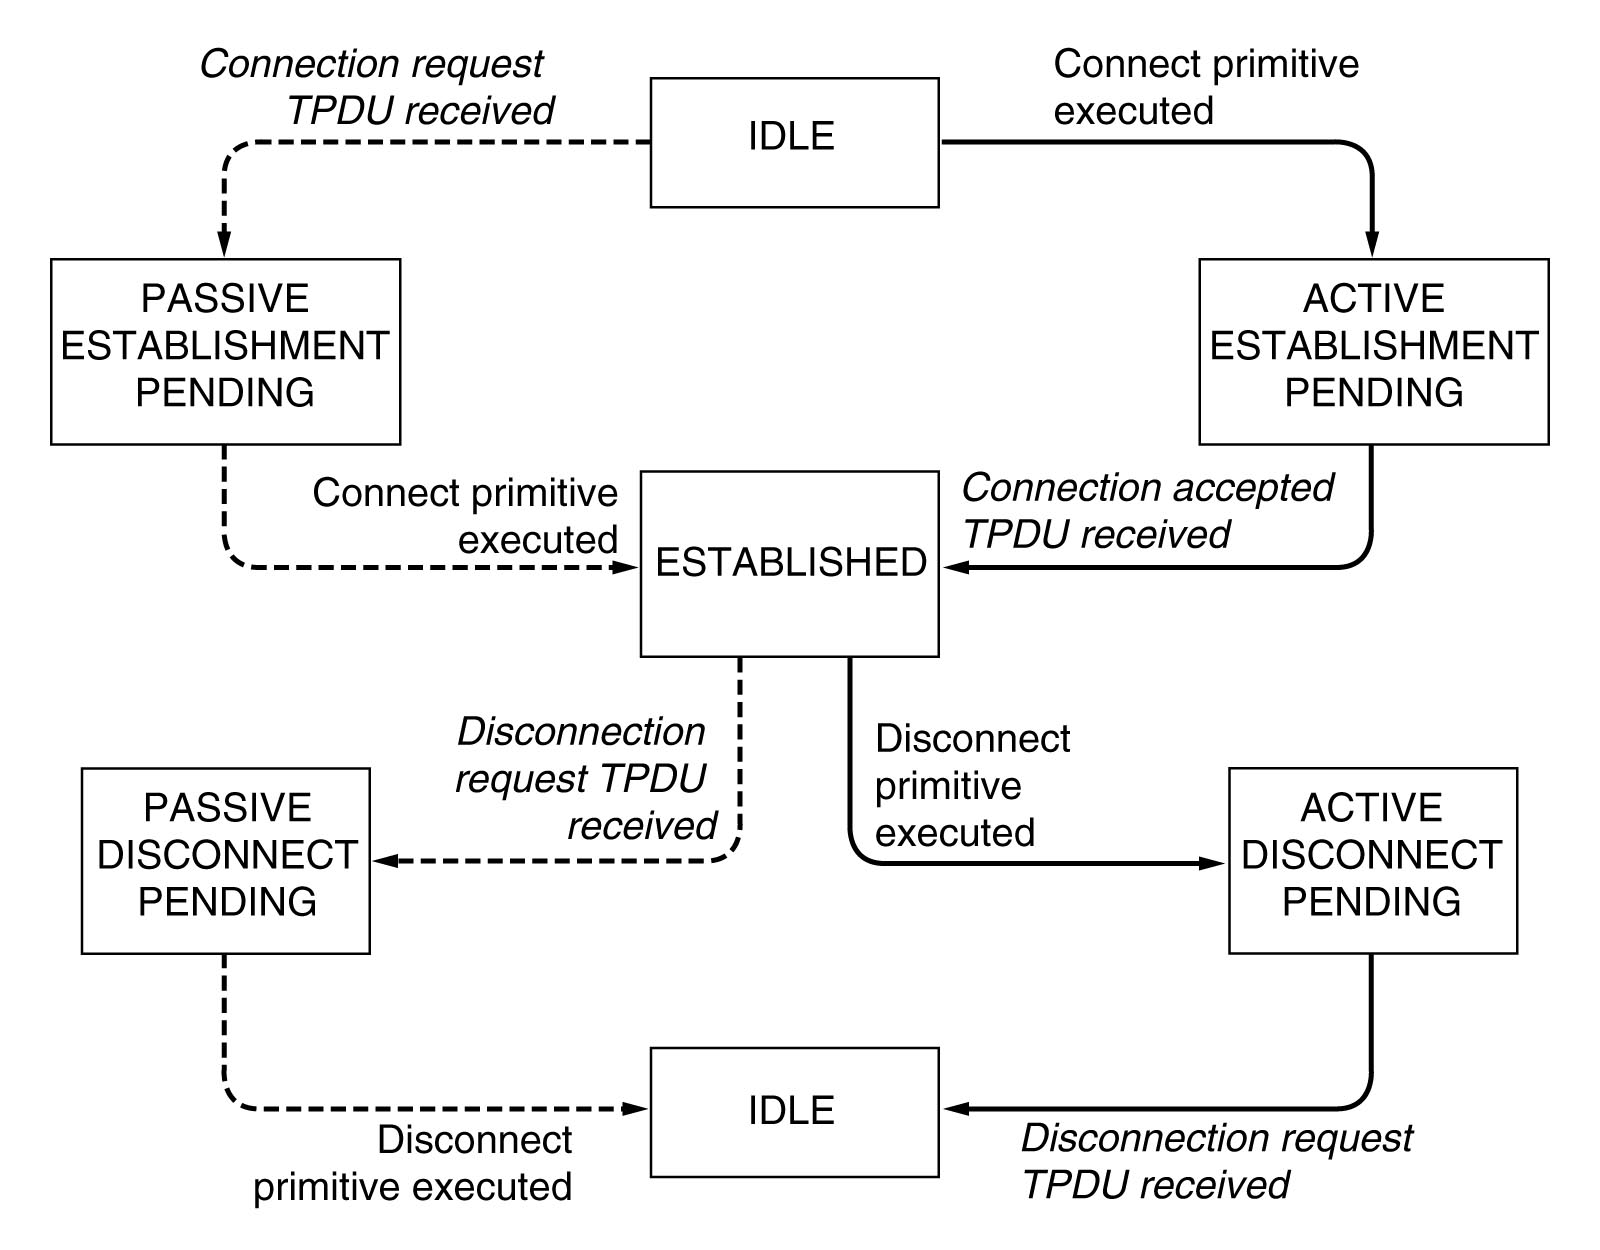 Connection request
TPDU received
IDLE
Connect primitive
executed
PASSIVE
ESTABLISHMENT
PENDING
ACTIVE
ESTABLISHMENT
PENDING
Connect primitive
executed
ESTABLISHED
Connection accepted
TPDU received
Disconnection
request TPDU
received
Disconnect
primitive
executed
PASSIVE
DISCONNECT
PENDING
ACTIVE
DISCONNECT
PENDING
Disconnect
primitive executed
IDLE
Disconnection request
TPDU received